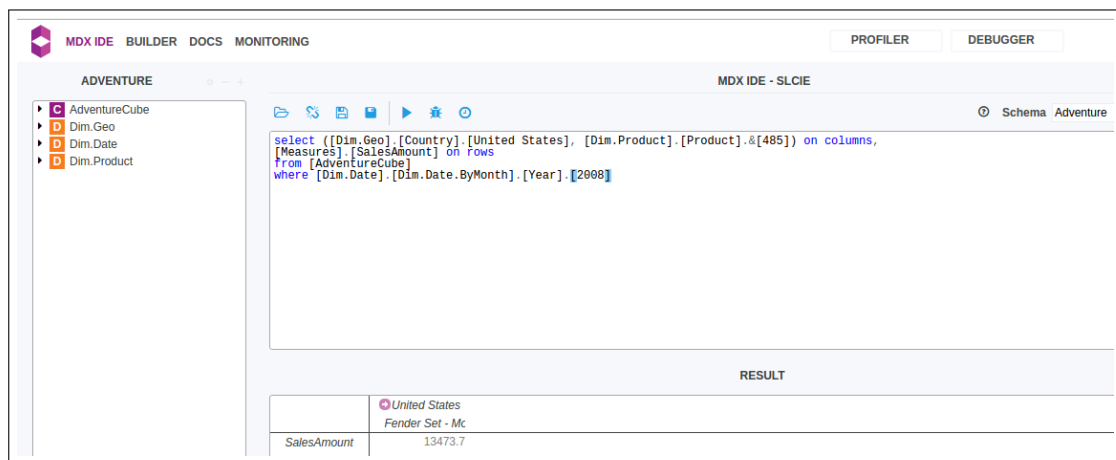 MDX IDE BUILDER DOCS MONITORING PROFILER DEBUGGER
ADVENTURE MDX IDE - SLCIE
C AdventureCube
D Dim.Geo
D Dim.Date
D Dim.Product
Schema Adventure
select ([Dim.Geo].[Country].[United States], [Dim.Product].[Product].&[485]) on columns,
[Measures].[SalesAmount] on rows
from [AdventureCube]
where [Dim.Date].[Dim.Date.ByMonth].[Year].[2008]
RESULT
United States
Fender Set - Mc
SalesAmount 13473.7